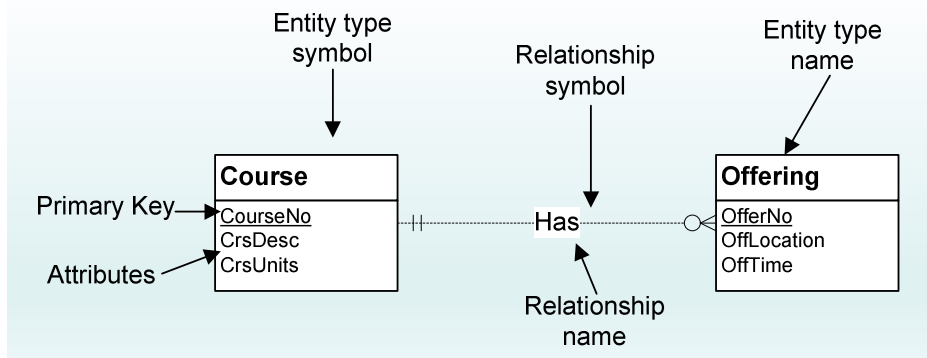 Entity type
symbol
Relationship
symbol
Entity type
name
Course
Offering
Primary Key
CourseNo
CrsDesc
CrsUnits
Has
OfferNo
OffLocation
OffTime
Attributes
Relationship
name